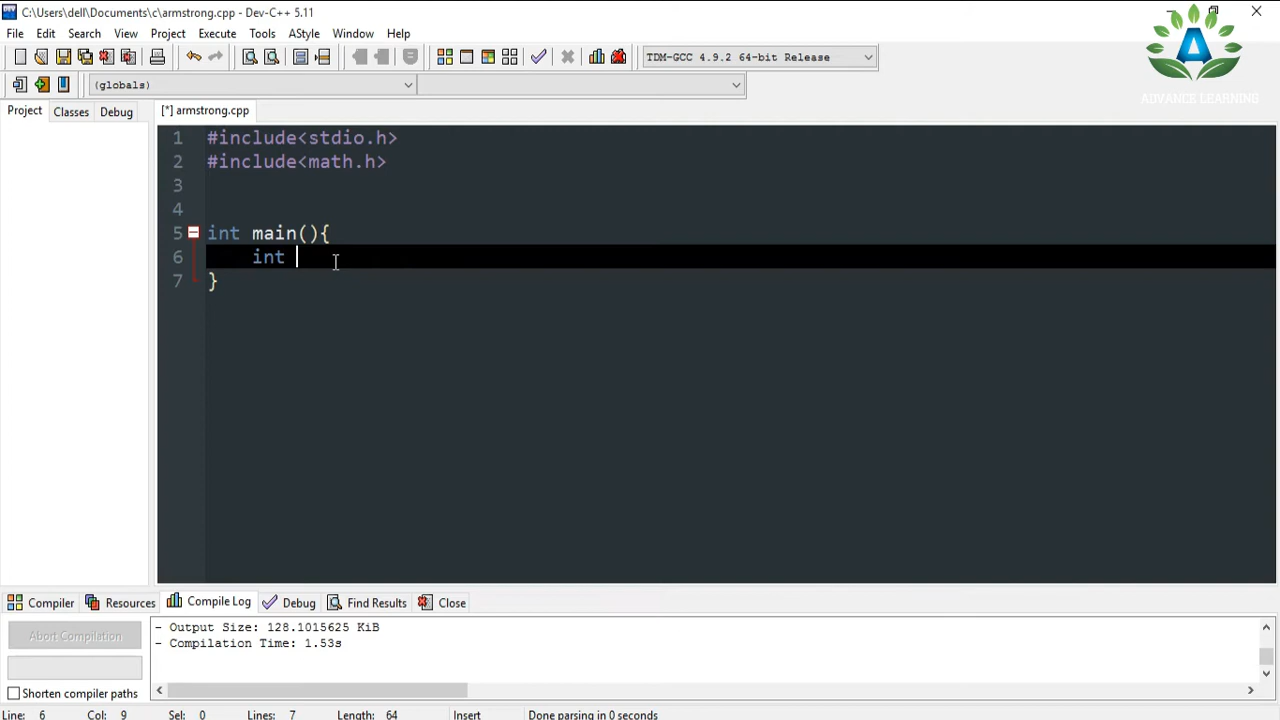 C:\Users\dell\Documents\c\armstrong.cpp - Dev-C++ 5.11
File Edit Search View Project Execute Tools AStyle Window Help
TDM-GCC 4.9.2 64-bit Release
(globals)
ADVANCE LEARNING
Project Classes Debug [*] armstrong.cpp
1 #include<stdio.h>
2 #include<math.h>
3
4
5 int main(){
6 int
7 }
Compiler Resources Compile Log Debug Find Results Close
Abort Compilation
- Output Size: 128.1015625 KiB
- Compilation Time: 1.53s
Shorten compiler paths
Line: 6 Col: 9 Sel: 0 Lines: 7 Length: 64 Insert Done parsing in 0 seconds